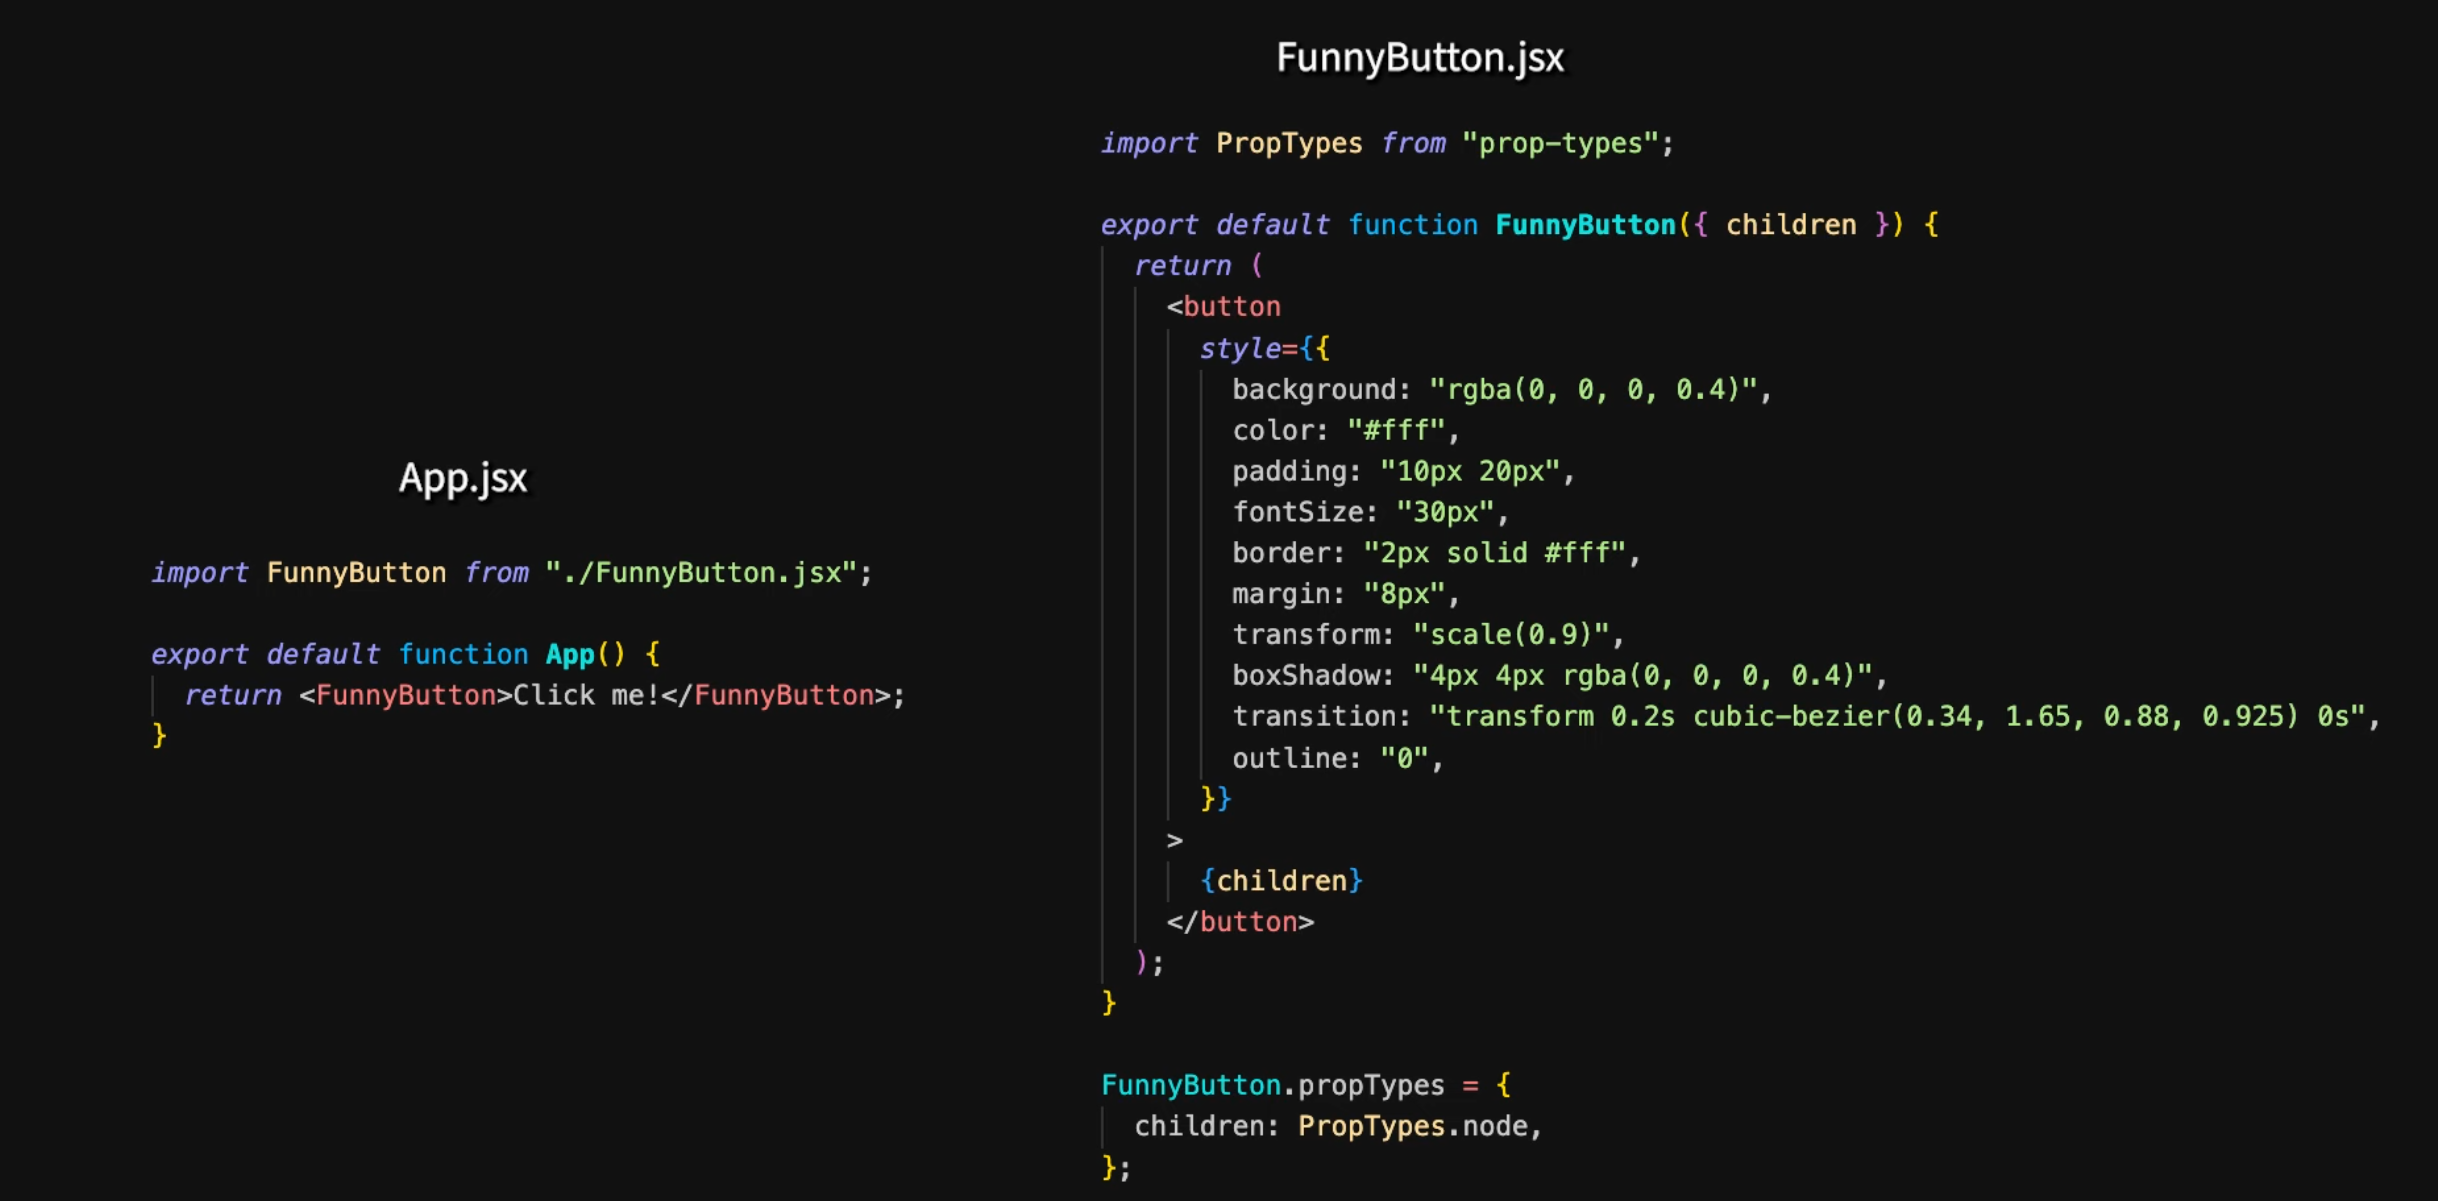 App.jsx
import FunnyButton from "./FunnyButton.jsx";
export default function App() {
return <FunnyButton>Click me!</FunnyButton>;
}
FunnyButton.jsx
import PropTypes from "prop-types";
export default function FunnyButton({ children }) {
return (
<button
style={{
background: "rgba(0, 0, 0, 0.4)",
color: "#fff",
padding: "10px 20px",
fontSize: "30px",
border: "2px solid #fff",
margin: "8px",
transform: "scale(0.9)",
boxShadow: "4px 4px rgba(0, 0, 0, 0.4)",
transition: "transform 0.2s cubic-bezier(0.34, 1.65, 0.88, 0.925) 0s",
outline: "0",
}}
>
{children}
</button>
);
}
FunnyButton.propTypes = {
children: PropTypes.node,
};